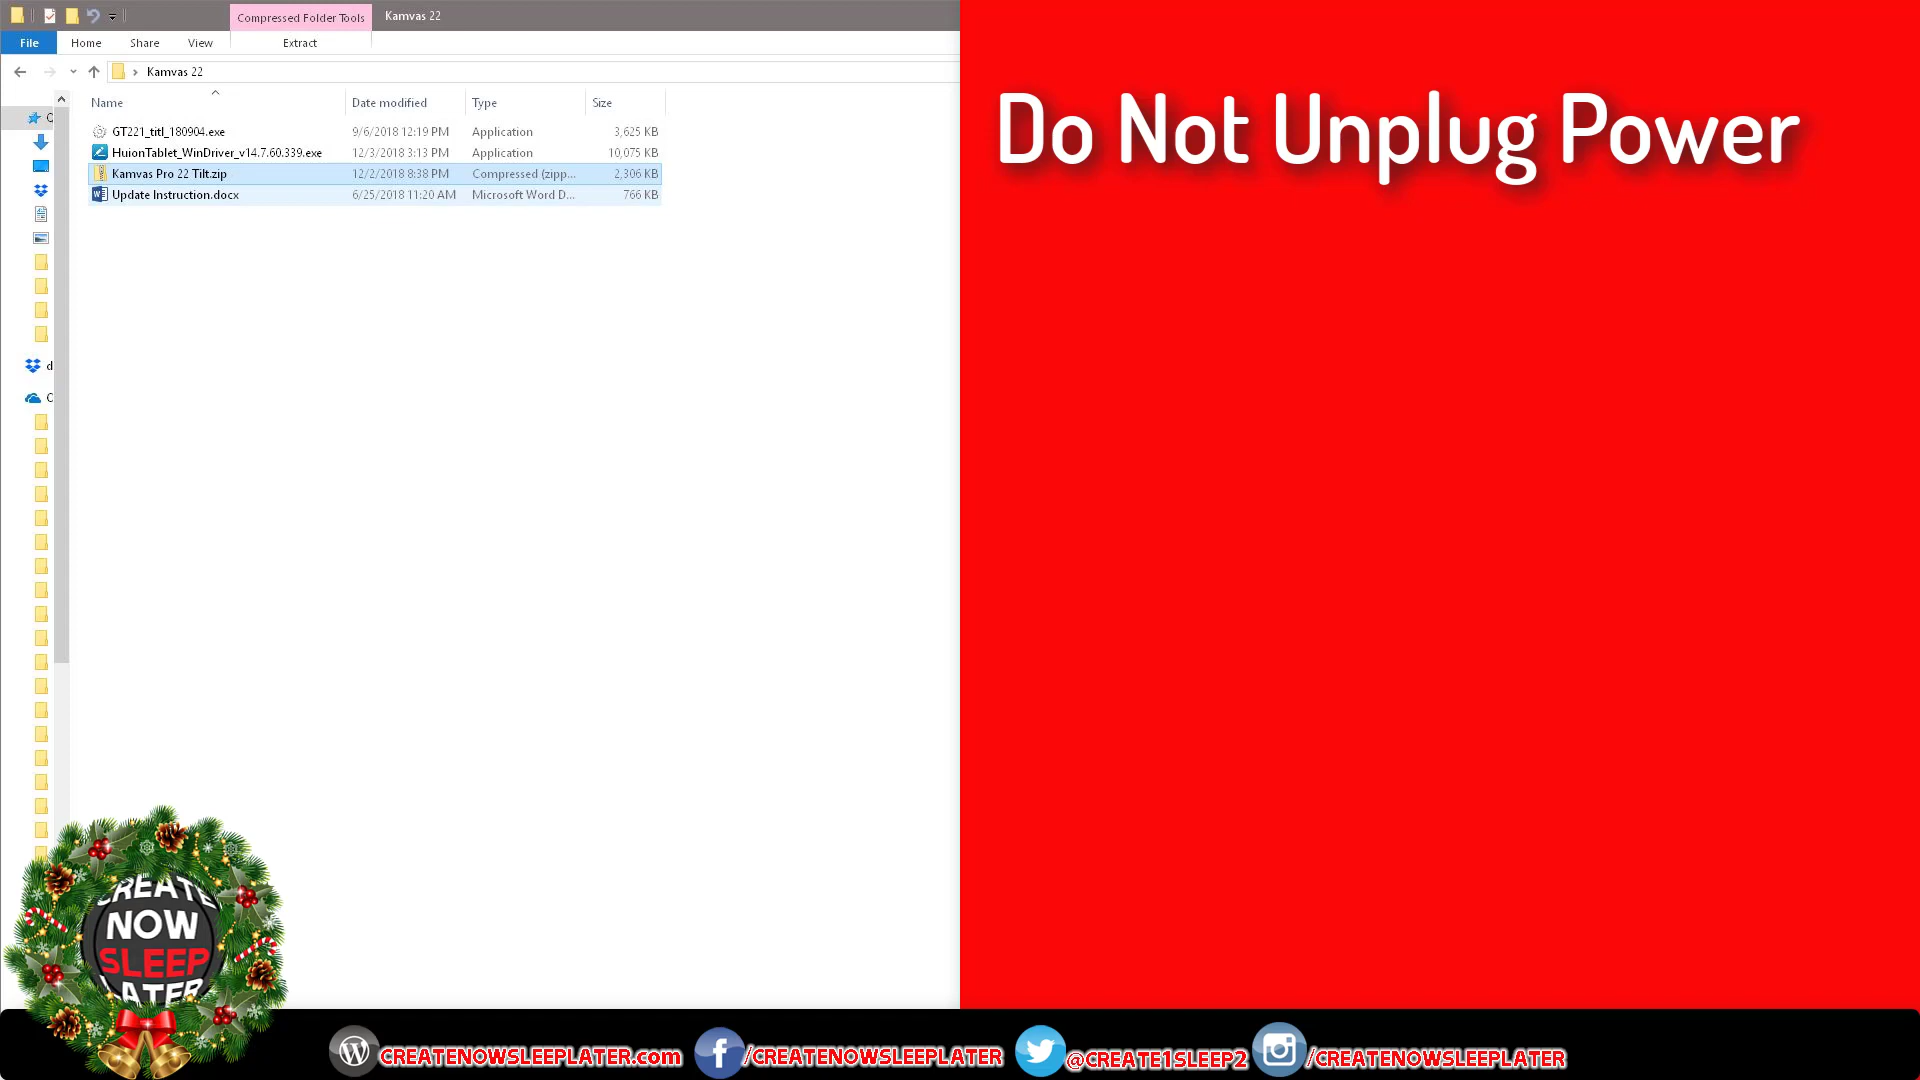 Compressed Folder Tools
Kamvas 22
File
Home
Share
View
Extract
Kamvas 22
Name
Date modified
Type
Size
GT221_titl_180904.exe
9/6/2018 12:19 PM
Application
3,625 KB
HuionTablet_WinDriver_v14.7.60.339.exe
12/3/2018 3:13 PM
Application
10,075 KB
Kamvas Pro 22 Tilt.zip
12/2/2018 8:38 PM
Compressed (zipp...
2,306 KB
Update Instruction.docx
6/25/2018 11:20 AM
Microsoft Word D...
766 KB
d
Do Not Unplug Power
CREATE
NOW
SLEEP
LATER
CREATENOWSLEEPLATER.com
/CREATENOWSLEEPLATER
@CREATE1SLEEP2
/CREATENOWSLEEPLATER